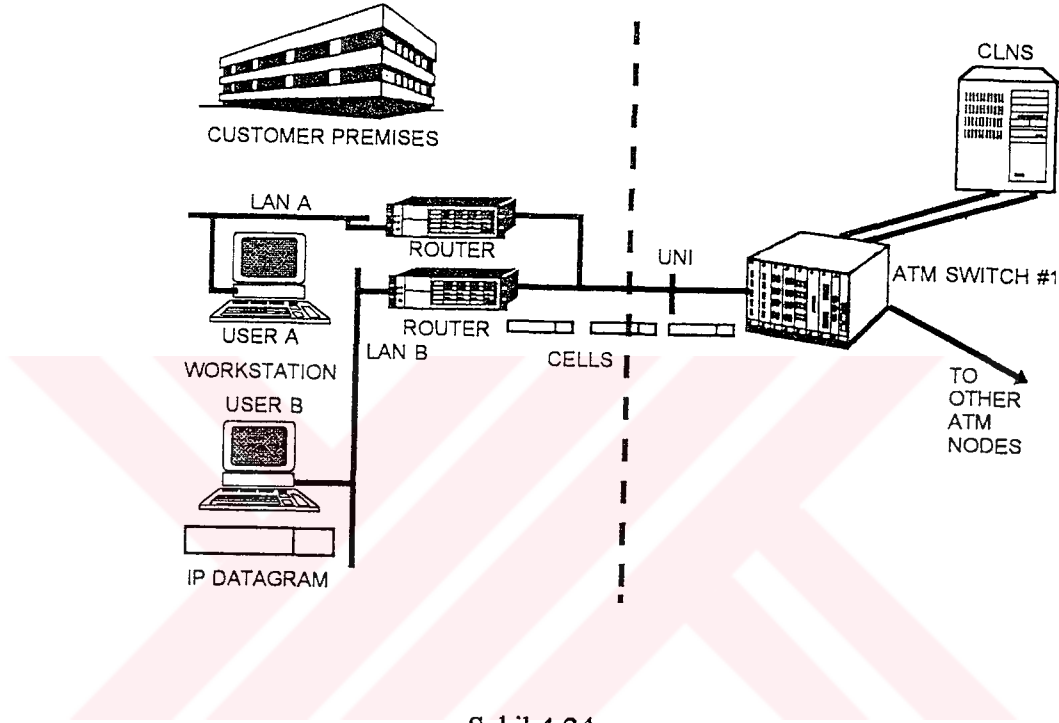 CLNS
CUSTOMER PREMISES
LAN A
ROUTER
UNI
ATM SWITCH #1
USER A
ROUTER
LAN B
WORKSTATION
CELLS
USER B
TO
OTHER
ATM
NODES
IP DATAGRAM